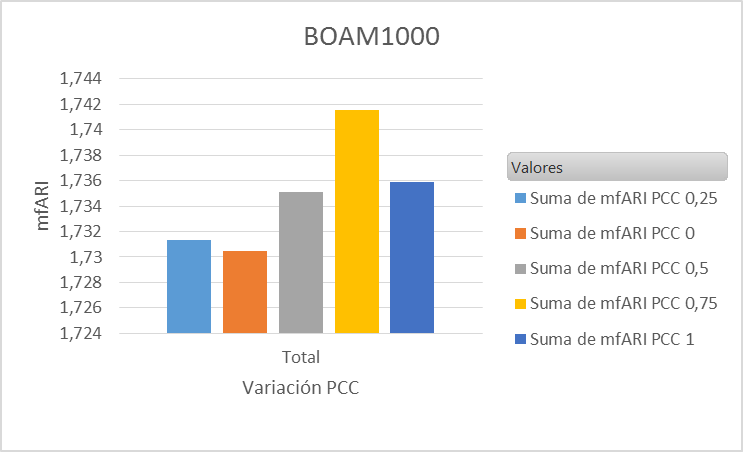 BOAM1000
1,744
1,742
1,74
1,738
1,736
1,734
1,732
1,73
1,728
1,726
1,724
mfARI
Total
Variación PCC
Valores
Suma de mfARI PCC 0,25
Suma de mfARI PCC 0
Suma de mfARI PCC 0,5
Suma de mfARI PCC 0,75
Suma de mfARI PCC 1